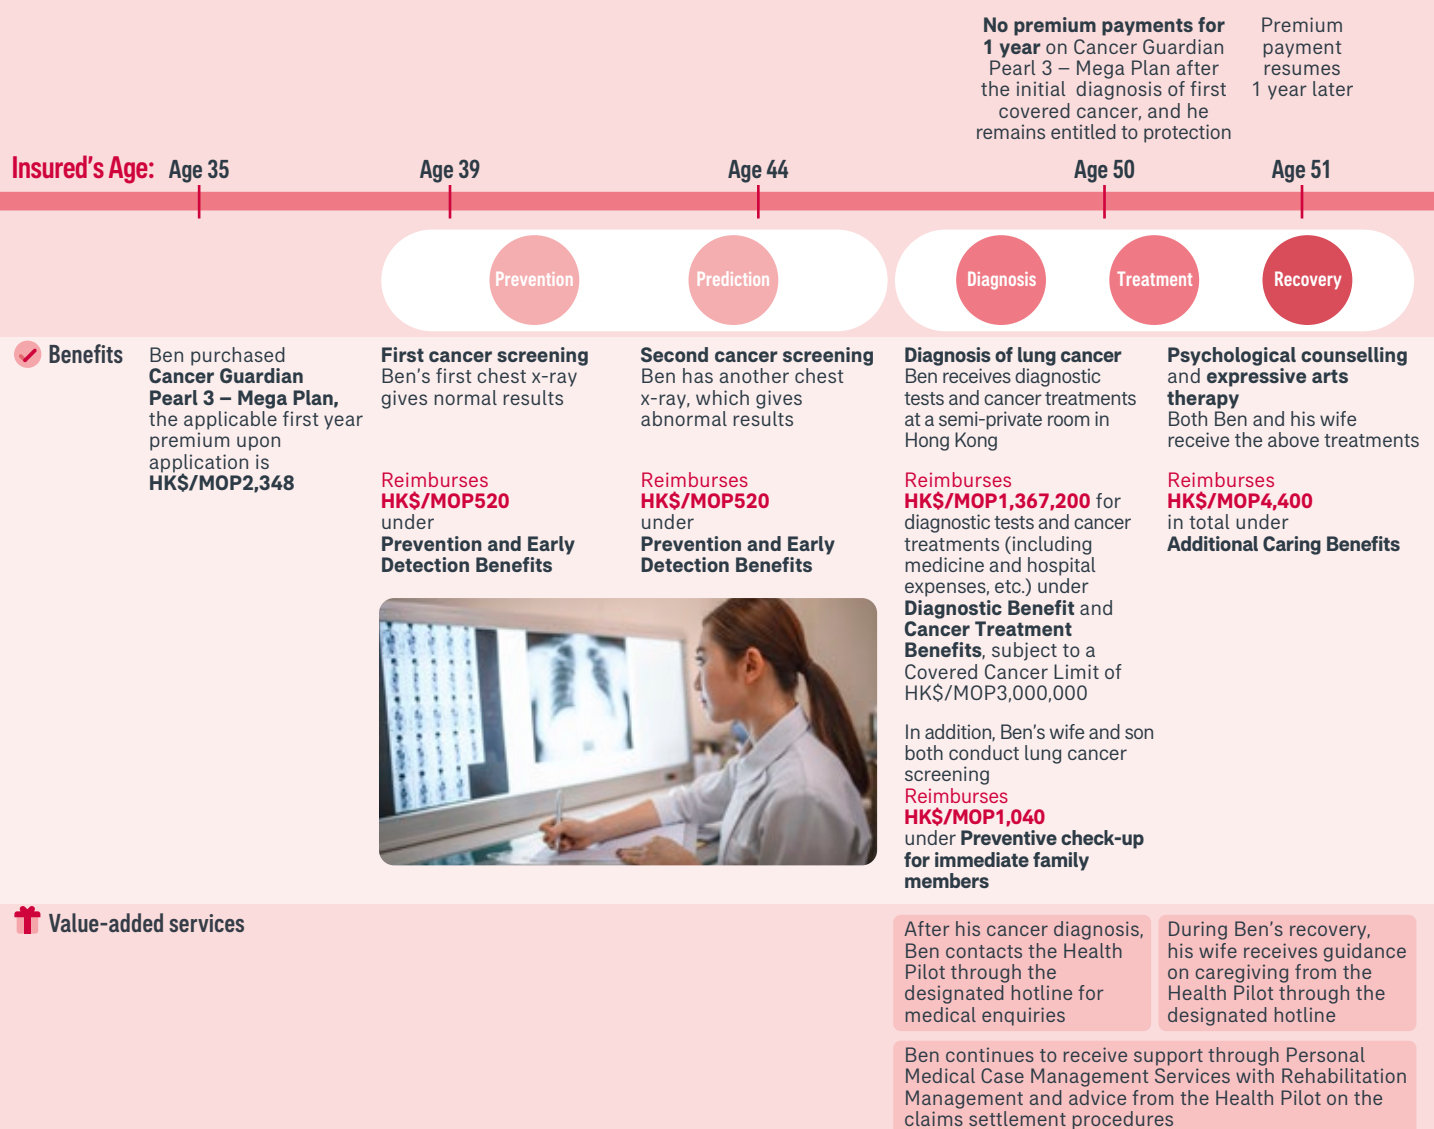 No premium payments for
1 year on Cancer Guardian
Pearl 3 – Mega Plan after
the initial diagnosis of first
covered cancer, and he
remains entitled to protection
Premium
payment
resumes
1 year later
Insured's Age:
Age 35
Age 39
Age 44
Age 50
Age 51
Prevention
Prediction
Diagnosis
Treatment
Recovery
Benefits
Ben purchased
Cancer Guardian
Pearl 3 – Mega Plan,
the applicable first year
premium upon
application is
HK$/MOP2,348
First cancer screening
Ben's first chest x-ray
gives normal results
Reimburses
HK$/MOP520
under
Prevention and Early
Detection Benefits
Second cancer screening
Ben has another chest
x-ray, which gives
abnormal results
Reimburses
HK$/MOP520
under
Prevention and Early
Detection Benefits
Diagnosis of lung cancer
Ben receives diagnostic
tests and cancer treatments
at a semi-private room in
Hong Kong
Reimburses
HK$/MOP1,367,200 for
diagnostic tests and cancer
treatments (including
medicine and hospital
expenses, etc.) under
Diagnostic Benefit and
Cancer Treatment
Benefits, subject to a
Covered Cancer Limit of
HK$/MOP3,000,000
In addition, Ben's wife and son
both conduct lung cancer
screening
Reimburses
HK$/MOP1,040
under Preventive check-up
for immediate family
members
Psychological counselling
and expressive arts
therapy
Both Ben and his wife
receive the above treatments
Reimburses
HK$/MOP4,400
in total under
Additional Caring Benefits
Value-added services
After his cancer diagnosis,
Ben contacts the Health
Pilot through the
designated hotline for
medical enquiries
During Ben's recovery,
his wife receives guidance
on caregiving from the
Health Pilot through the
designated hotline
Ben continues to receive support through Personal
Medical Case Management Services with Rehabilitation
Management and advice from the Health Pilot on the
claims settlement procedures